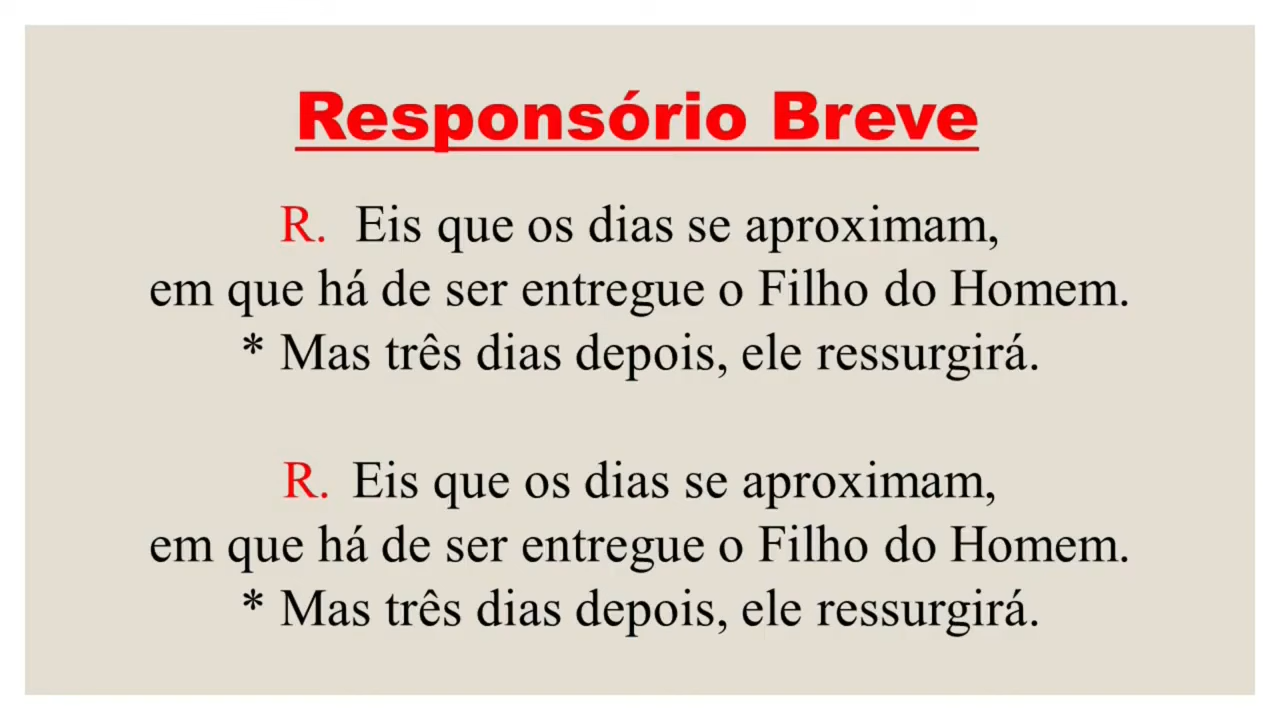 Responsório Breve
R. Eis que os dias se aproximam,
em que há de ser entregue o Filho do Homem.
* Mas três dias depois, ele ressurgirá.
R. Eis que os dias se aproximam,
em que há de ser entregue o Filho do Homem.
* Mas três dias depois, ele ressurgirá.